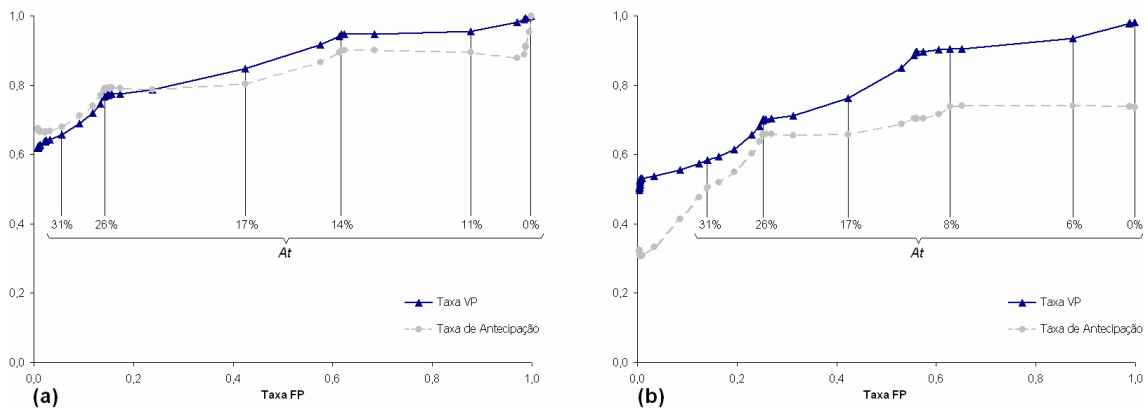 1,0
0,8
0,6
0,4
0,2
0,0
31% 26% 17% 14% 11% 0%
At
Taxa VP
Taxa de Antecipação
0,0 0,2 0,4 0,6 0,8 1,0
(a) Taxa FP
1,0
0,8
0,6
0,4
0,2
0,0
31% 26% 17% 8% 6% 0%
At
Taxa VP
Taxa de Antecipação
0,0 0,2 0,4 0,6 0,8 1,0
(b) Taxa FP